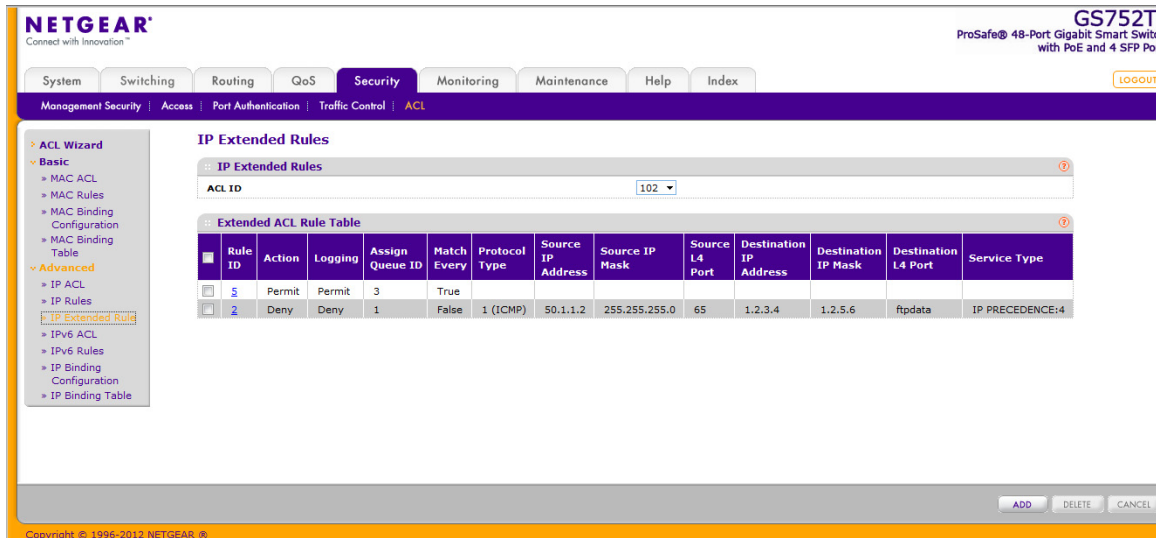 NETGEAR®
Connect with Innovation™
GS752T
ProSafe® 48-Port Gigabit Smart Swit
with PoE and 4 SFP Po
System Switching Routing QoS Security Monitoring Maintenance Help Index
LOGOUT
Management Security Access Port Authentication Traffic Control ACL
ACL Wizard
Basic
» MAC ACL
» MAC Rules
» MAC Binding
Configuration
» MAC Binding
Table
Advanced
» IP ACL
» IP Rules
» IP Extended Rule
» IPv6 ACL
» IPv6 Rules
» IP Binding
Configuration
» IP Binding Table
IP Extended Rules
IP Extended Rules
ACL ID 102
Extended ACL Rule Table
Rule ID Action Logging Assign Queue ID Match Every Protocol Type Source IP Address Source IP Mask Source L4 Port Destination IP Address Destination IP Mask Destination L4 Port Service Type
5 Permit Permit 3 True
2 Deny Deny 1 False 1 (ICMP) 50.1.1.2 255.255.255.0 65 1.2.3.4 1.2.5.6 ftpdata IP PRECEDENCE:4
ADD DELETE CANCEL
Copyright © 1996-2012 NETGEAR ®